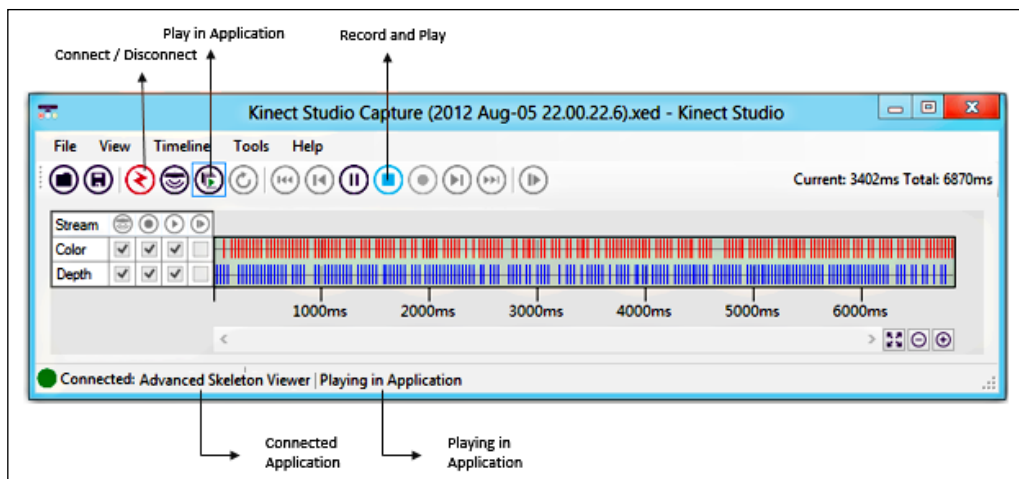 Play in Application
Record and Play
Connect / Disconnect
Kinect Studio Capture (2012 Aug-05 22.00.22.6).xed - Kinect Studio
File View Timeline Tools Help
Current: 3402ms Total: 6870ms
Stream
Color
Depth
1000ms 2000ms 3000ms 4000ms 5000ms 6000ms
Connected: Advanced Skeleton Viewer | Playing in Application
Connected
Application
Playing in
Application